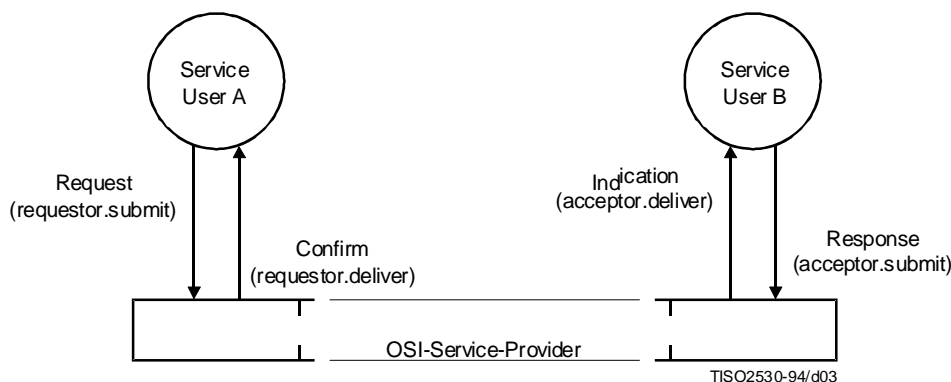 Service
User A
Service
User B
Request
(requestor.submit)
Indication
(acceptor.deliver)
Confirm
(requestor.deliver)
Response
(acceptor.submit)
OSI-Service-Provider
TISO2530-94/d03